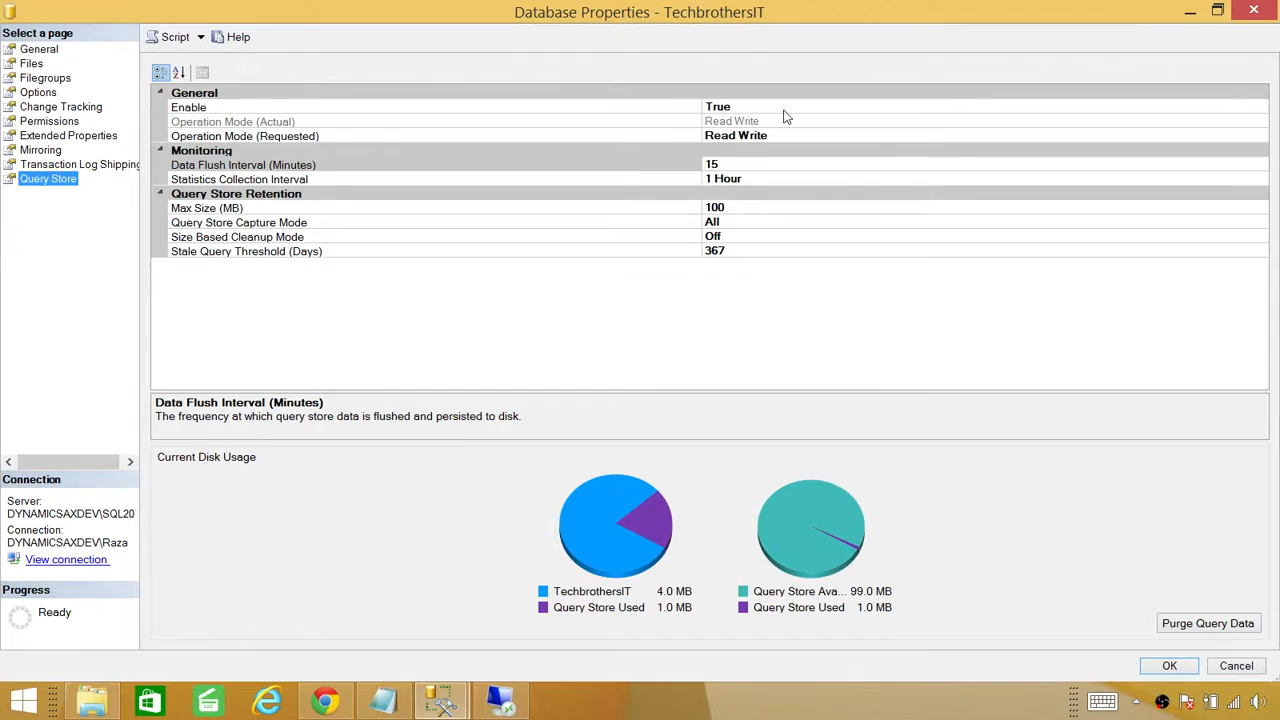 Database Properties - TechbrothersIT
Select a page
General
Files
Filegroups
Options
Change Tracking
Permissions
Extended Properties
Mirroring
Transaction Log Shipping
Query Store
Script Help
General
Enable True
Operation Mode (Actual) Read Write
Operation Mode (Requested) Read Write
Monitoring
Data Flush Interval (Minutes) 15
Statistics Collection Interval 1 Hour
Query Store Retention
Max Size (MB) 100
Query Store Capture Mode All
Size Based Cleanup Mode Off
Stale Query Threshold (Days) 367
Data Flush Interval (Minutes)
The frequency at which query store data is flushed and persisted to disk.
Current Disk Usage
TechbrothersIT 4.0 MB
Query Store Used 1.0 MB
Query Store Ava... 99.0 MB
Query Store Used 1.0 MB
Purge Query Data
Connection
Server:
DYNAMICSAXDEV\SQL20
Connection:
DYNAMICSAXDEV\Raza
View connection
Progress
Ready
OK Cancel